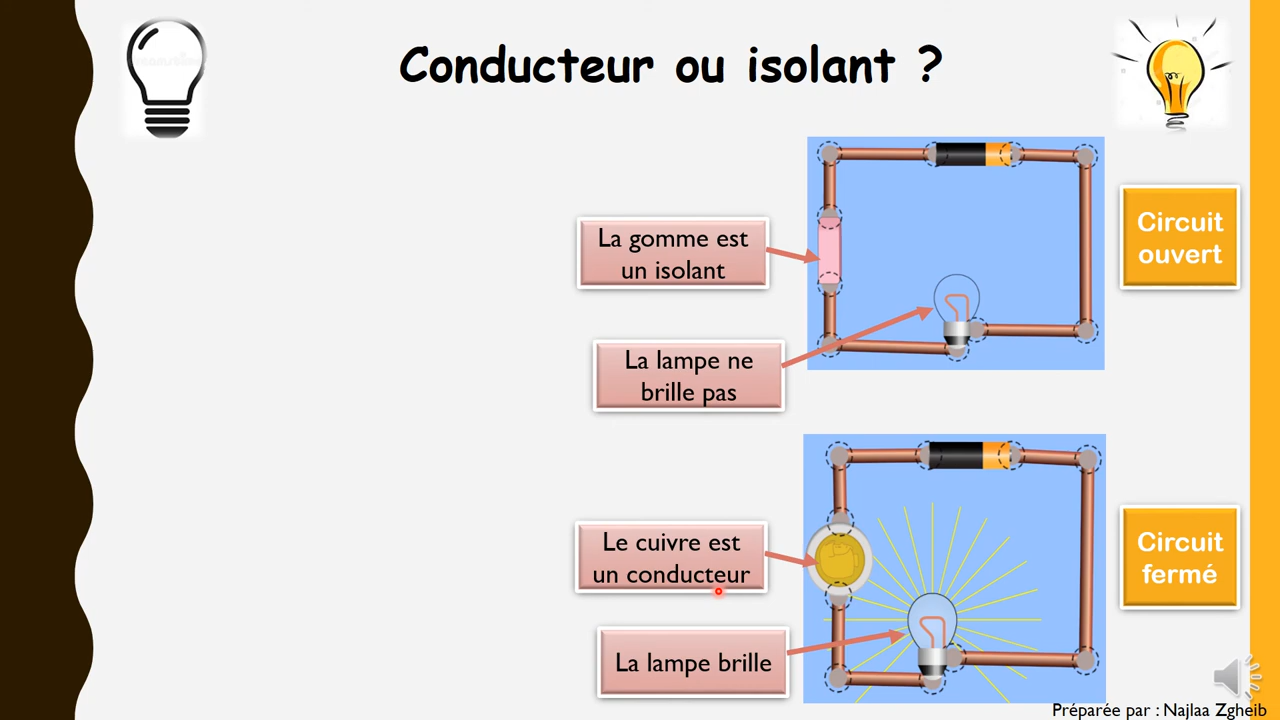 Conducteur ou isolant ?
La gomme est
un isolant
Circuit
ouvert
La lampe ne
brille pas
Le cuivre est
un conducteur
Circuit
fermé
La lampe brille
Préparée par : Najlaa Zgheib